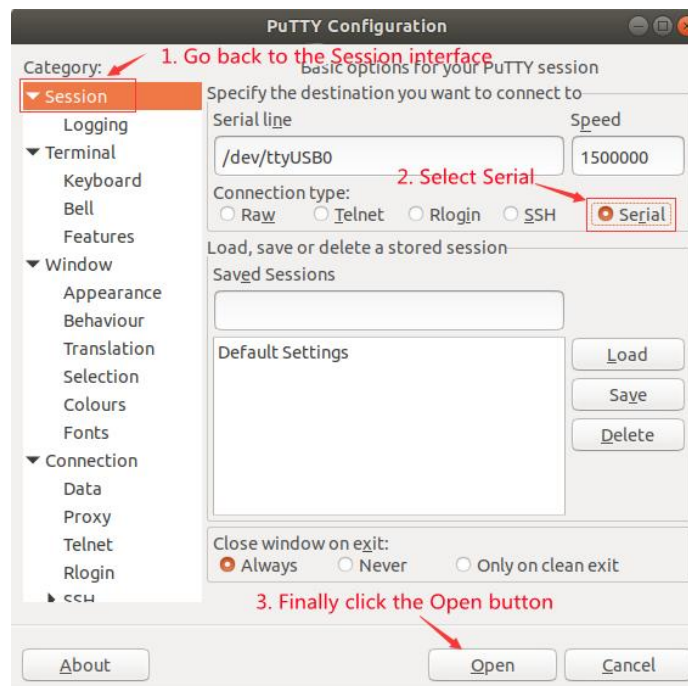 PuTTY Configuration
1. Go back to the Session interface
Category:
Basic options for your PuTTY session
Session
Logging
Terminal
Keyboard
Bell
Features
Window
Appearance
Behaviour
Translation
Selection
Colours
Fonts
Connection
Data
Proxy
Telnet
Rlogin
SSH
Specify the destination you want to connect to
Serial line
Speed
/dev/ttyUSB0
1500000
2. Select Serial
Connection type:
Raw Telnet Rlogin SSH Serial
Load, save or delete a stored session
Saved Sessions
Default Settings
Load
Save
Delete
Close window on exit:
Always Never Only on clean exit
3. Finally click the Open button
About Open Cancel